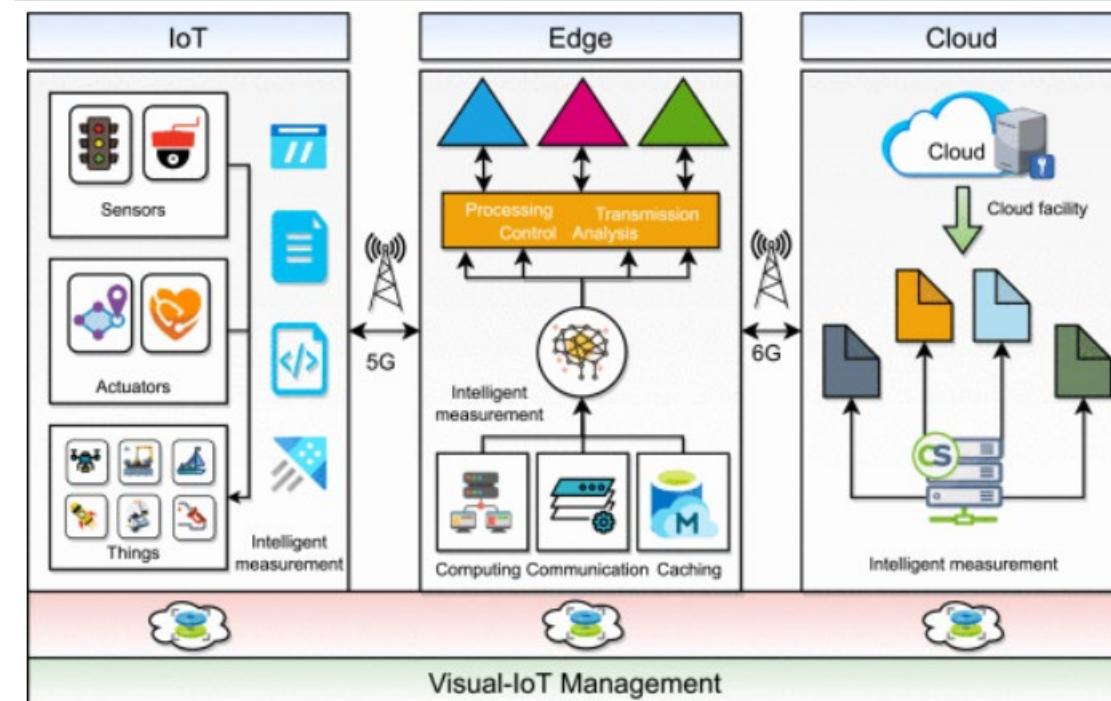 IoT
Edge
Cloud
Sensors
Actuators
Things
Intelligent
measurement
5G
Processing
Transmission
Control Analysis
Intelligent
measurement
M
Computing Communication Caching
6G
Cloud
Cloud facility
CS
Intelligent measurement
Visual-IoT Management